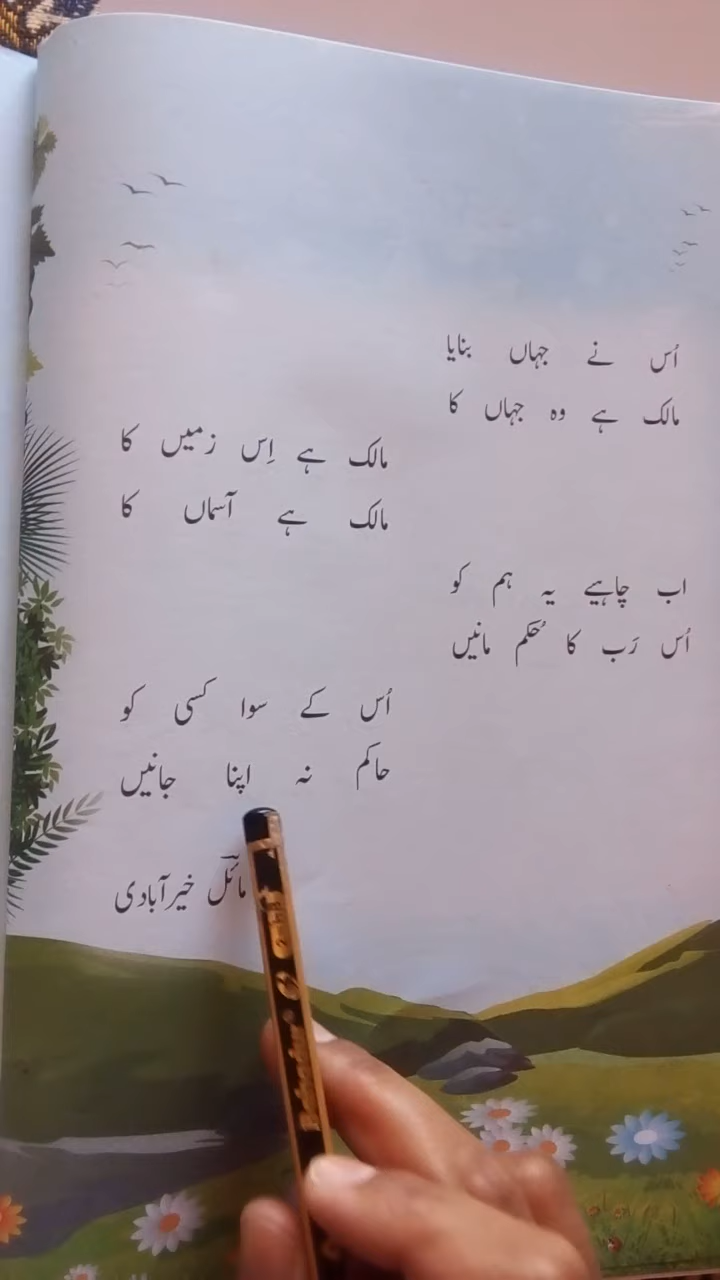 اُس نے جہاں بنایا
مالک ہے وہ جہاں کا
مالک ہے اِس زمیں کا
مالک ہے آسماں کا
اب چاہیے یہ ہم کو
اُس رَب کا حُکم مانیں
اُس کے سوا کسی کو
حاکم نہ اپنا جانیں
مائلؔ خیرآبادی